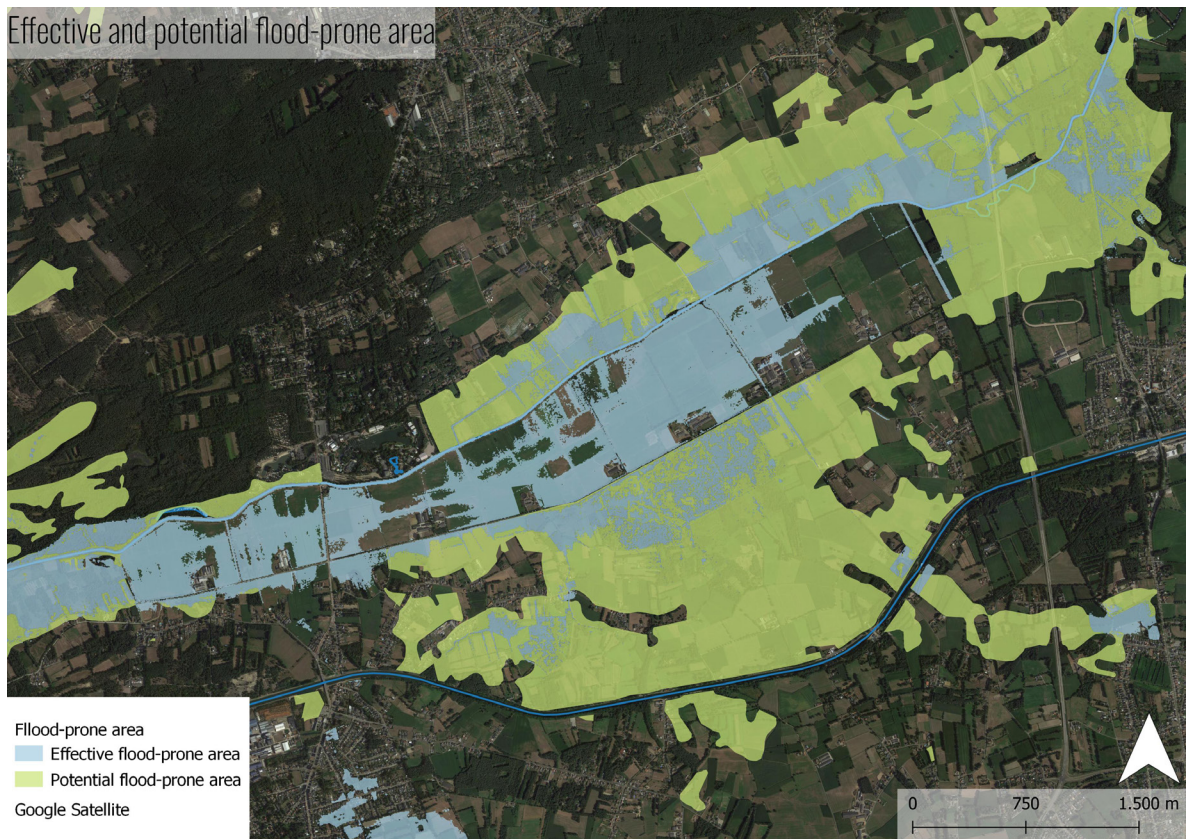 Effective and potential flood-prone area
Fllood-prone area
Effective flood-prone area
Potential flood-prone area
Google Satellite
0 750 1.500 m